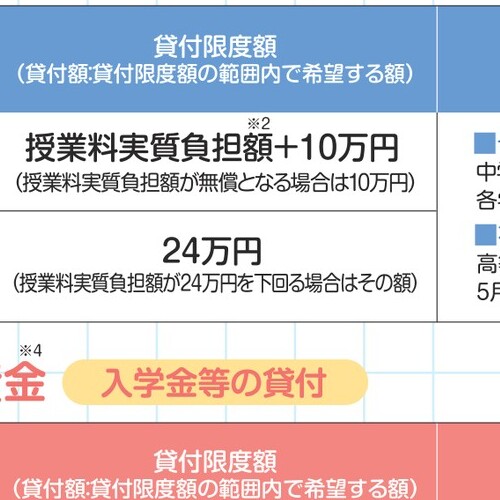 貸付限度額
(貸付額:貸付限度額の範囲内で希望する額)
※2
授業料実質負担額+10万円
(授業料実質負担額が無償となる場合は10万円)
24万円
(授業料実質負担額が24万円を下回る場合はその額)
中
各
高
5月
※4
金
入学金等の貸付
貸付限度額
(貸付額:貸付限度額の範囲内で希望する額)